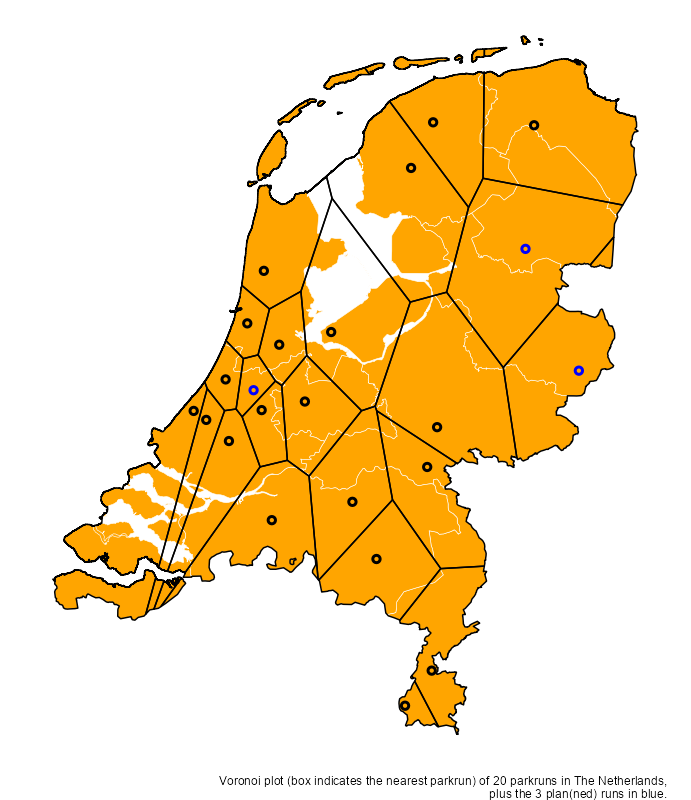 Voronoi plot (box indicates the nearest parkrun) of 20 parkruns in The Netherlands,
plus the 3 plan(ned) runs in blue.